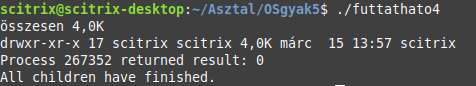 scitrix@scitrix-desktop:~/Asztal/OSgyak5$ ./futtathato4
összesen 4,0K
drwxr-xr-x 17 scitrix scitrix 4,0K márc  15 13:57 scitrix
Process 267352 returned result: 0
All children have finished.